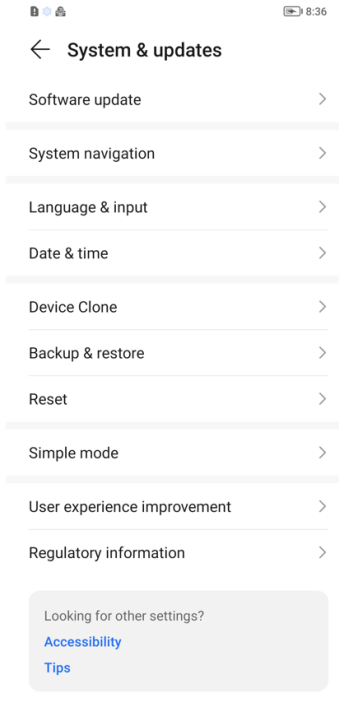 8:36
System & updates
Software update
System navigation
Language & input
Date & time
Device Clone
Backup & restore
Reset
Simple mode
User experience improvement
Regulatory information
Looking for other settings?
Accessibility
Tips